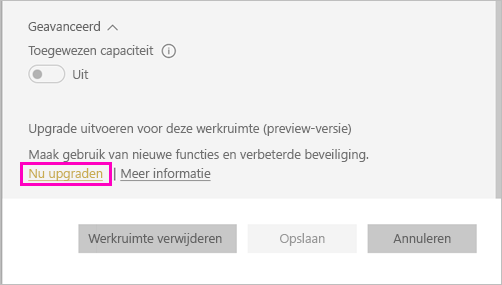 Geavanceerd
Toegewezen capaciteit
Uit
Upgrade uitvoeren voor deze werkruimte (preview-versie)
Maak gebruik van nieuwe functies en verbeterde beveiliging.
Nu upgraden | Meer informatie
Werkruimte verwijderen Opslaan Annuleren